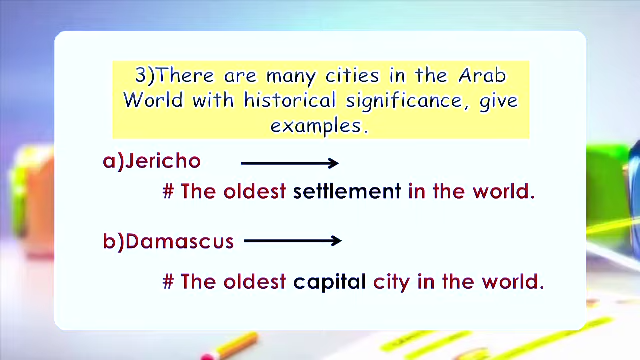 3)There are many cities in the Arab
World with historical significance, give
examples.
a)Jericho
# The oldest settlement in the world.
b)Damascus
# The oldest capital city in the world.